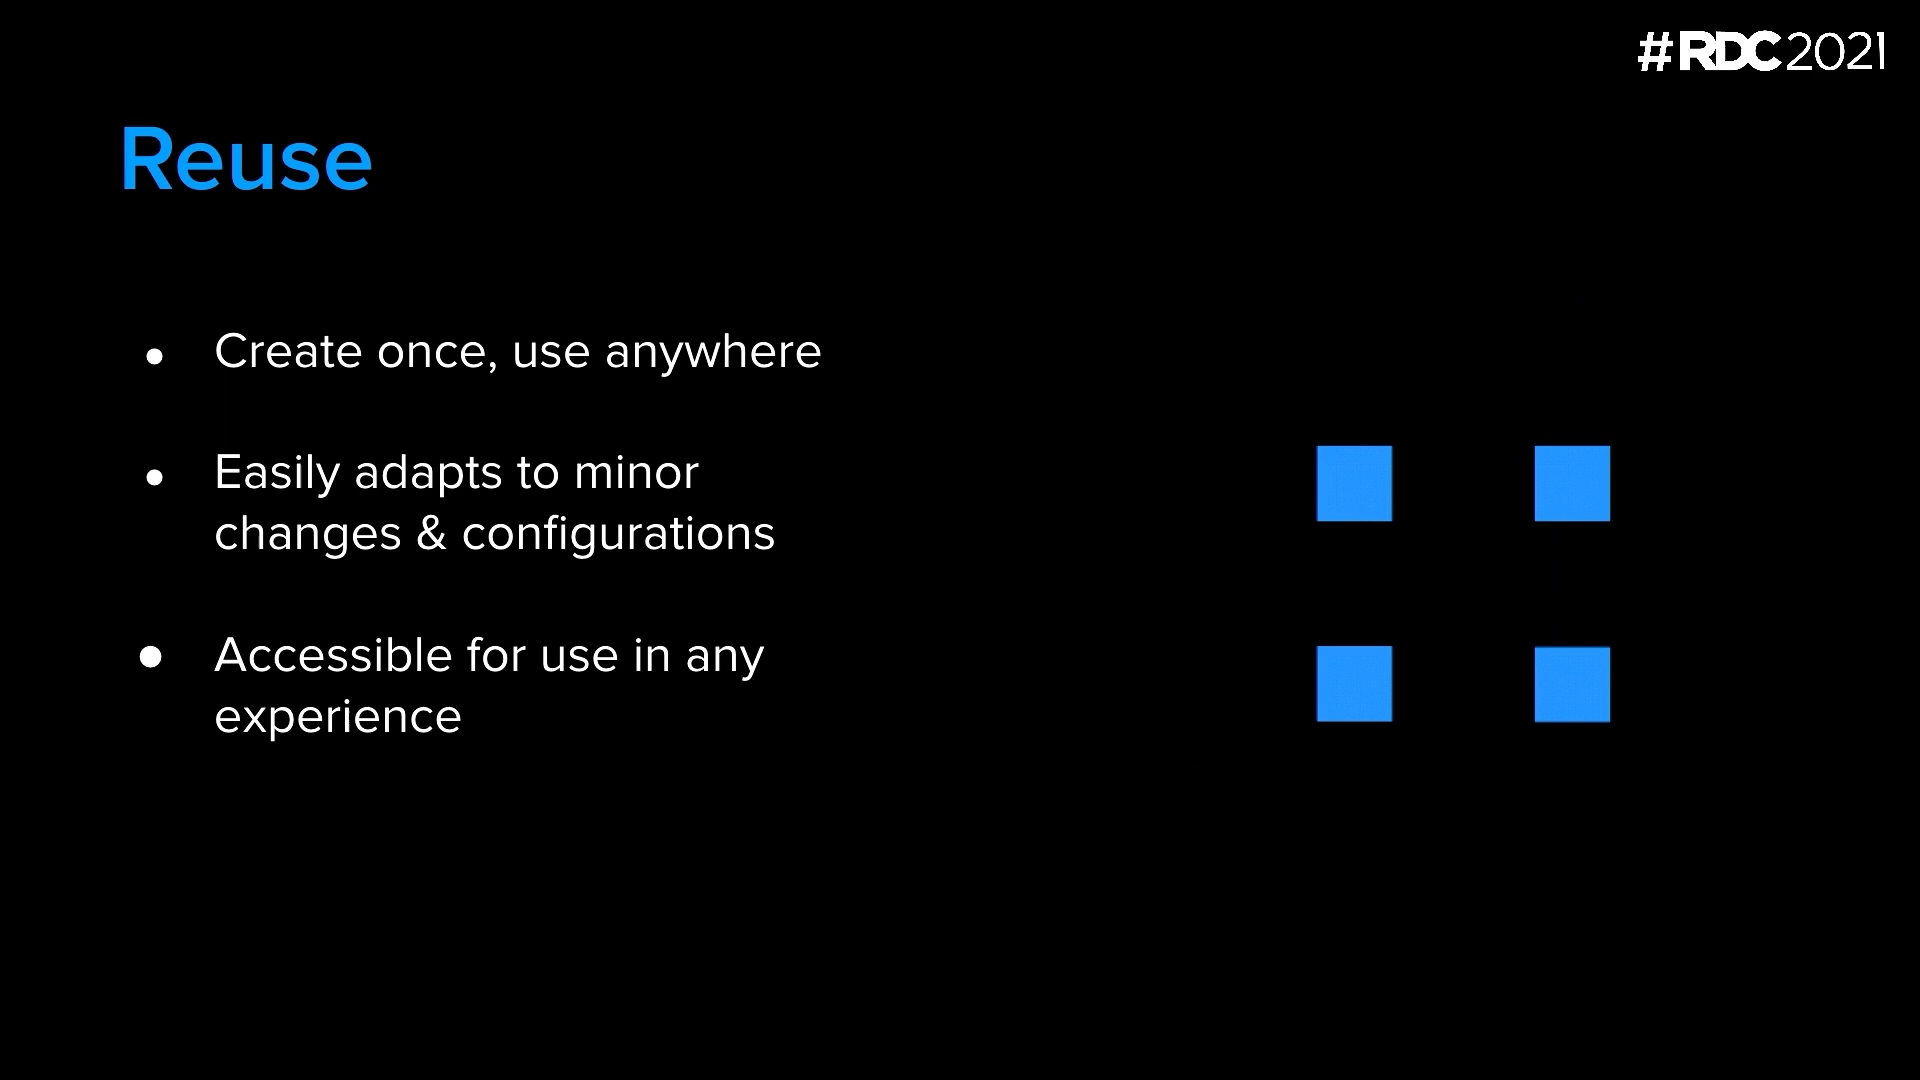 #RDC2021
Reuse
● Create once, use anywhere
● Easily adapts to minor
changes & configurations
● Accessible for use in any
experience